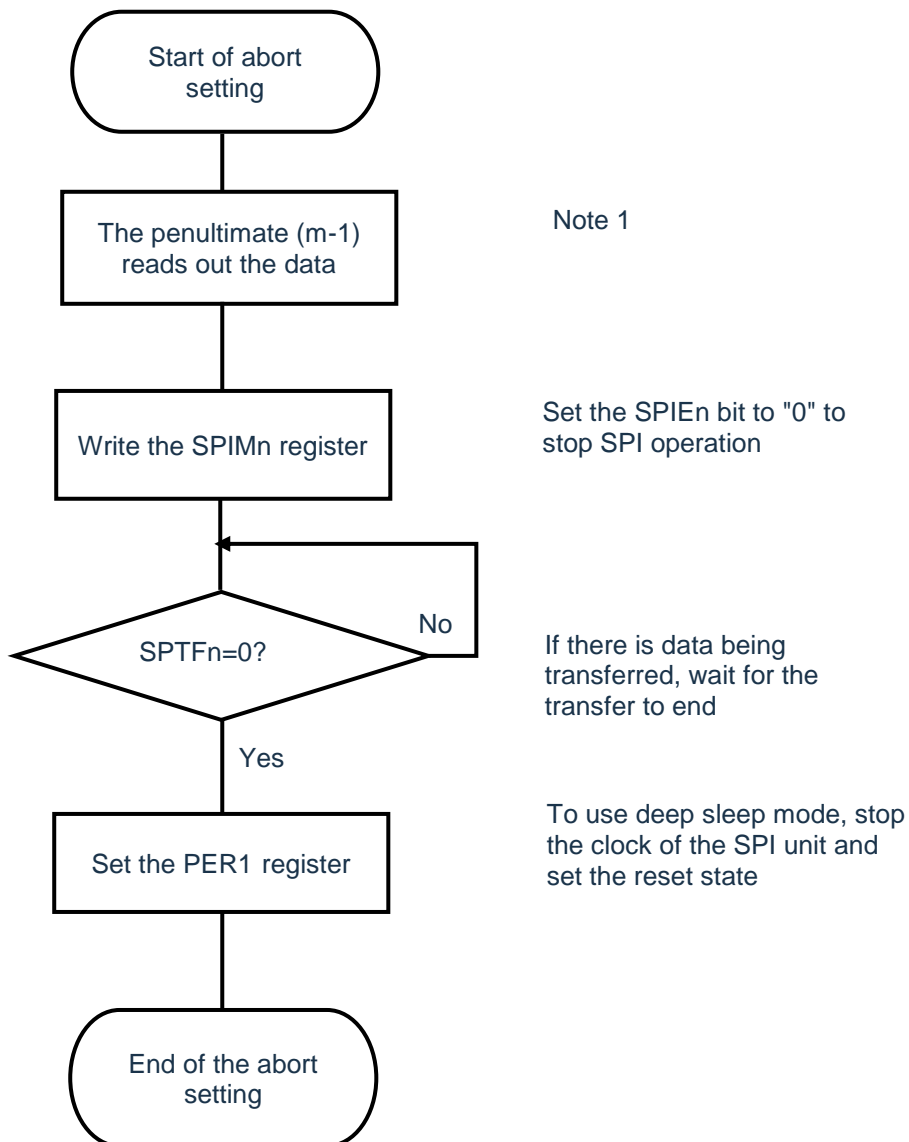 Start of abort
setting
The penultimate (m-1)
reads out the data
Note 1
Write the SPIMn register
Set the SPIEn bit to "0" to
stop SPI operation
No
SPTFn=0?
If there is data being
transferred, wait for the
transfer to end
Yes
Set the PER1 register
To use deep sleep mode, stop
the clock of the SPI unit and
set the reset state
End of the abort
setting